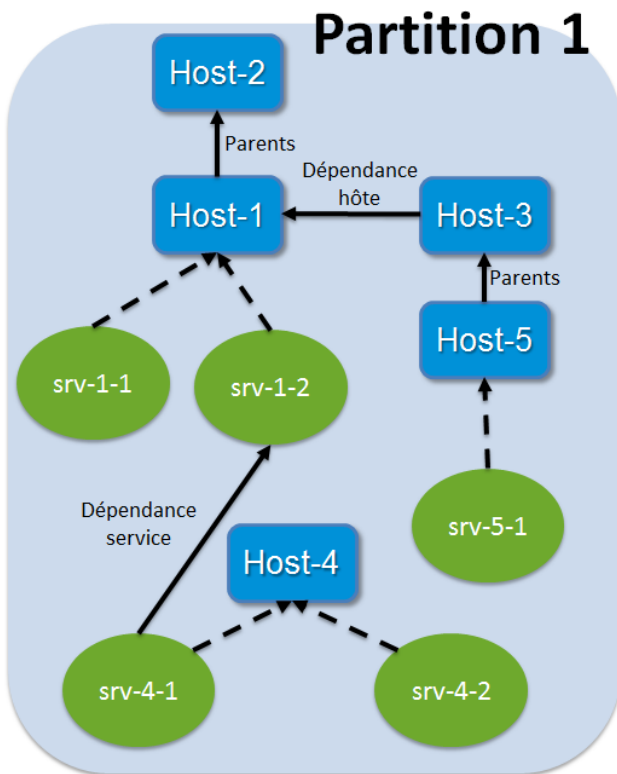 Partition 1
Host-2
Parents
Dépendance
hôte
Host-1
Host-3
Parents
Host-5
srv-1-1
srv-1-2
Dépendance
service
srv-5-1
Host-4
srv-4-1
srv-4-2